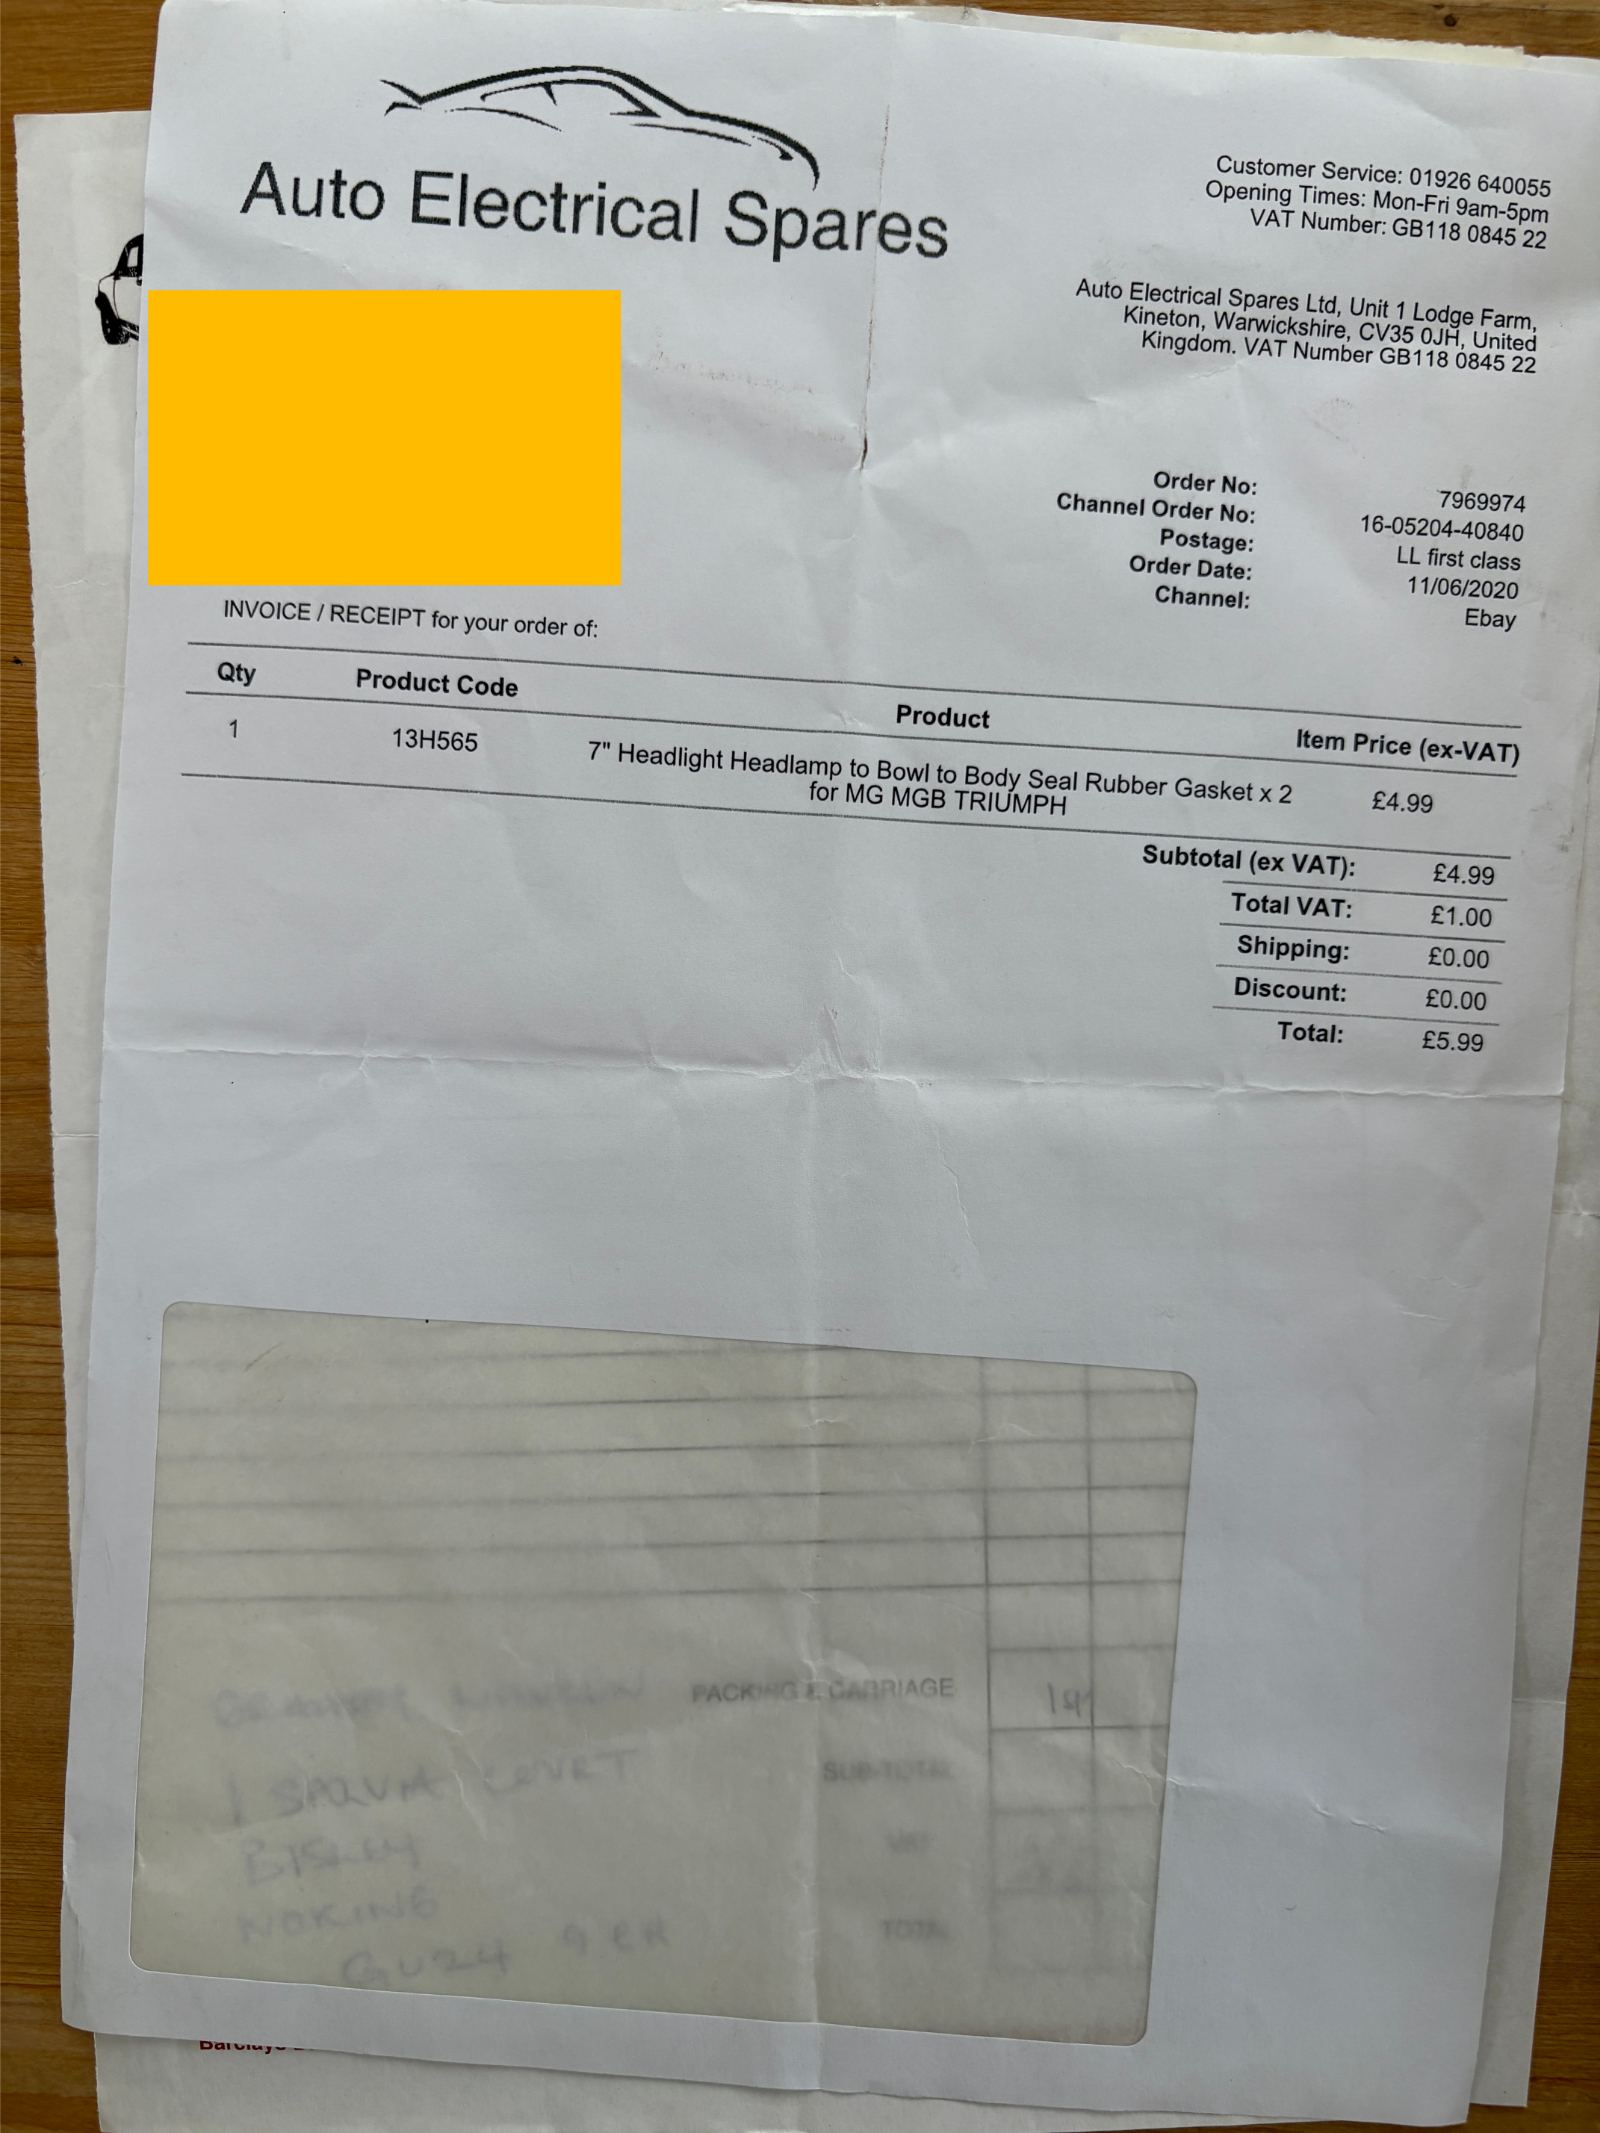 Auto Electrical Spares
Customer Service: 01926 640055
Opening Times: Mon-Fri 9am-5pm
VAT Number: GB118 0845 22
Auto Electrical Spares Ltd, Unit 1 Lodge Farm,
Kineton, Warwickshire, CV35 0JH, United
Kingdom. VAT Number GB118 0845 22
Order No: 7969974
Channel Order No: 16-05204-40840
Postage: LL first class
Order Date: 11/06/2020
Channel: Ebay
INVOICE / RECEIPT for your order of:
Qty Product Code Product Item Price (ex-VAT)
1 13H565 7" Headlight Headlamp to Bowl to Body Seal Rubber Gasket x 2 £4.99
for MG MGB TRIUMPH
Subtotal (ex VAT): £4.99
Total VAT: £1.00
Shipping: £0.00
Discount: £0.00
Total: £5.99
PACKING & CARRIAGE
SUB-TOTAL
COURT
BISLEY
VAT
WOKING
TOTAL
GU24
Barclays